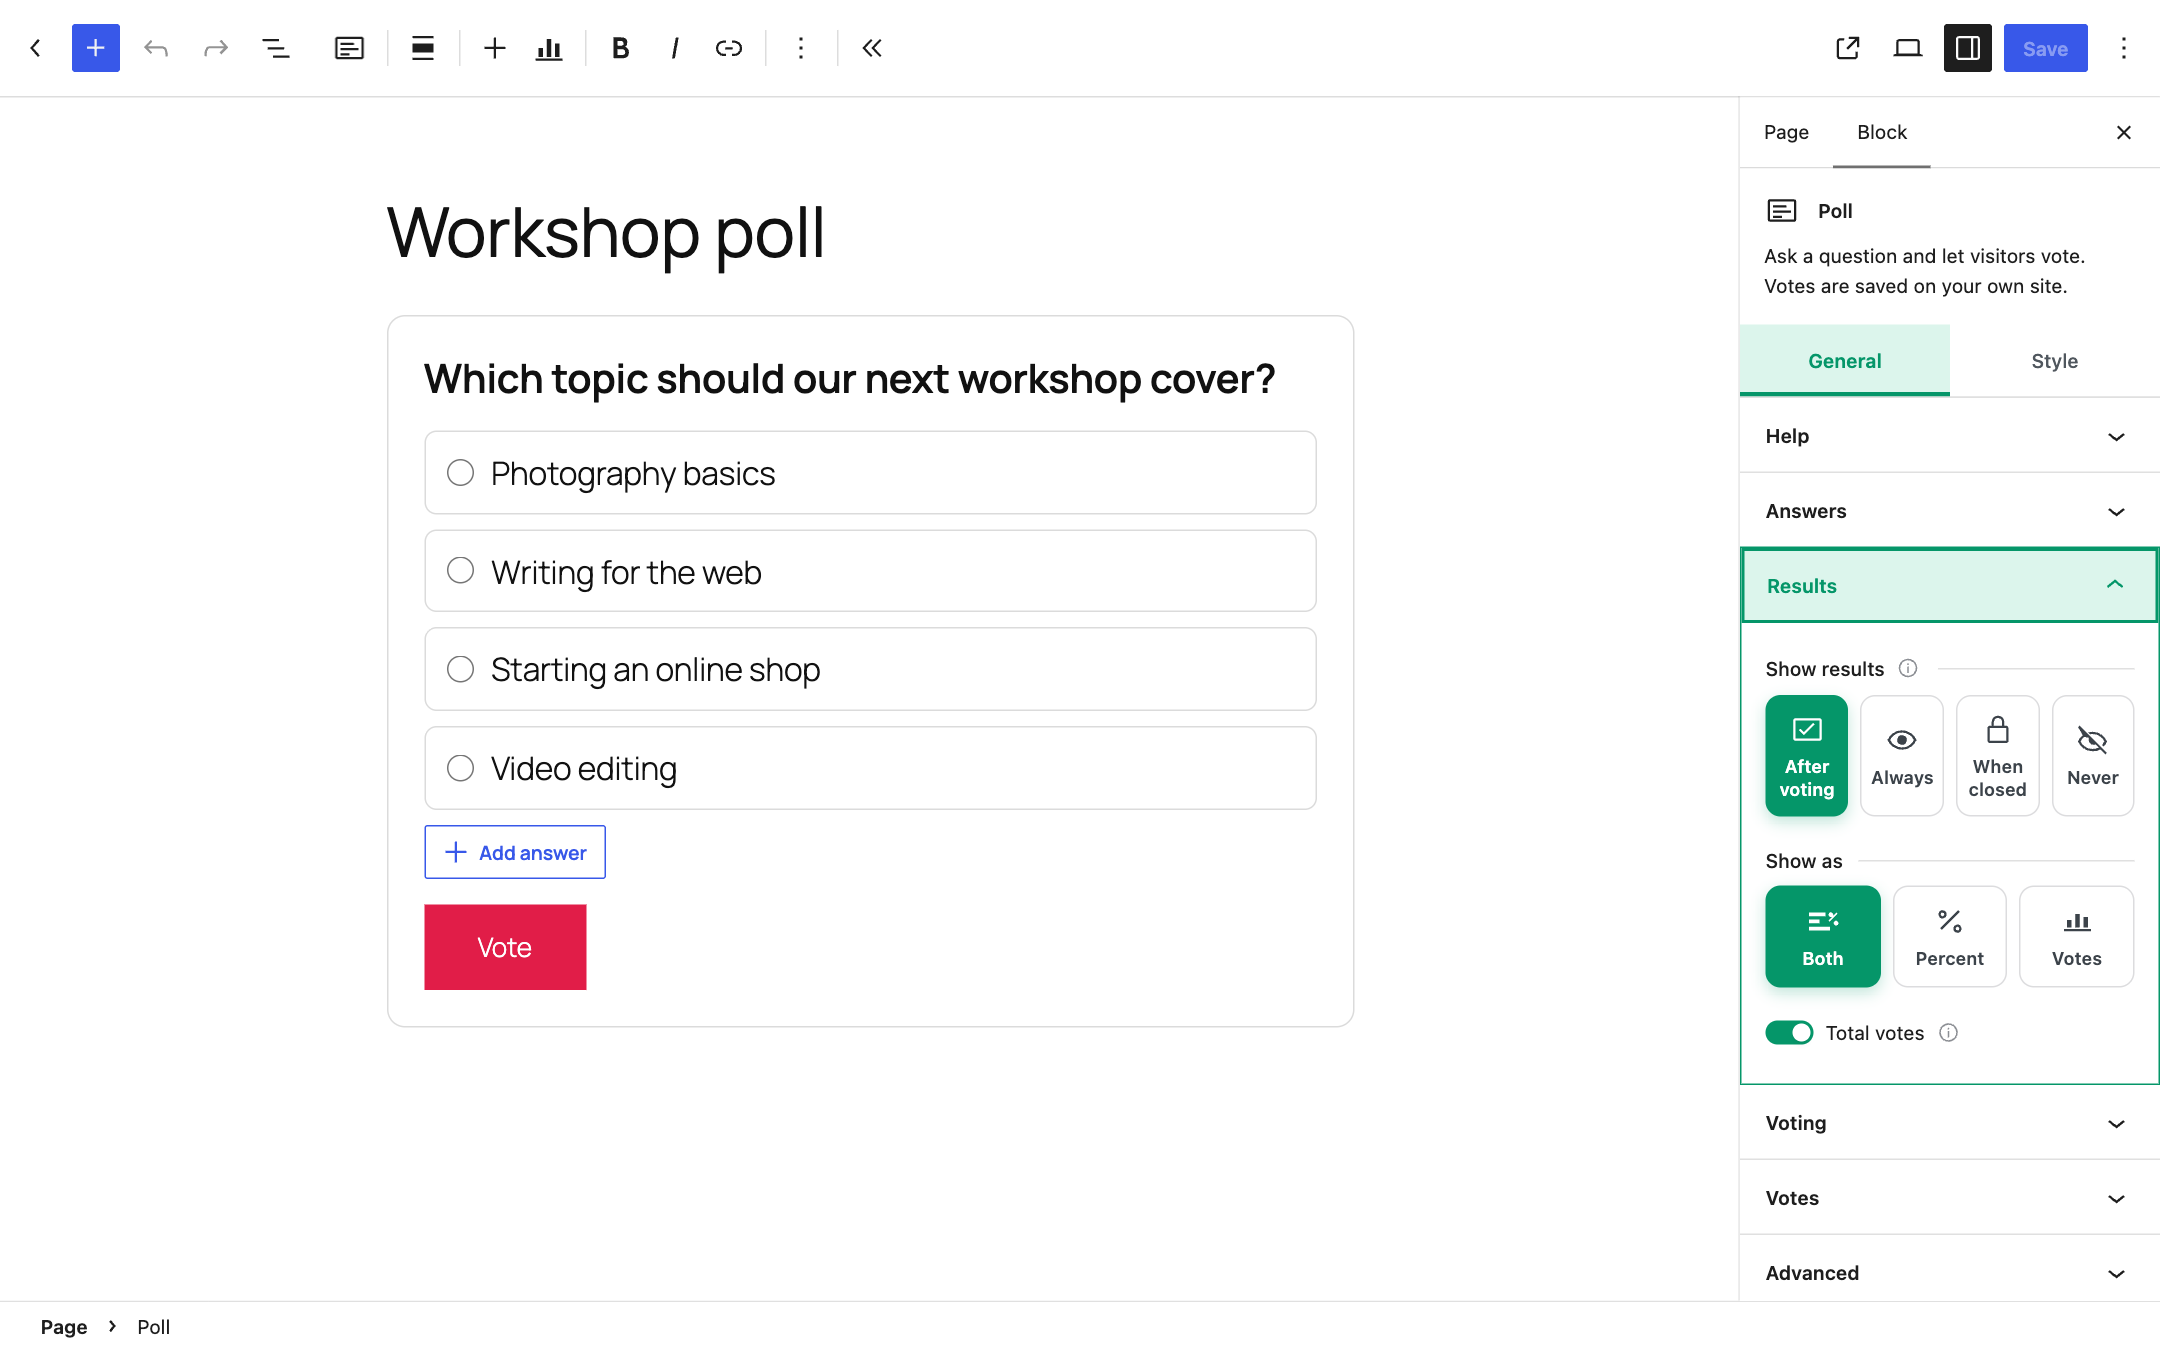 Save
Page
Block
Poll
Ask a question and let visitors vote.
Votes are saved on your own site.
General
Style
Help
Answers
Results
Show results
After voting
Always
When closed
Never
Show as
Both
Percent
Votes
Total votes
Voting
Votes
Advanced
Workshop poll
Which topic should our next workshop cover?
Photography basics
Writing for the web
Starting an online shop
Video editing
Add answer
Vote
Page
Poll